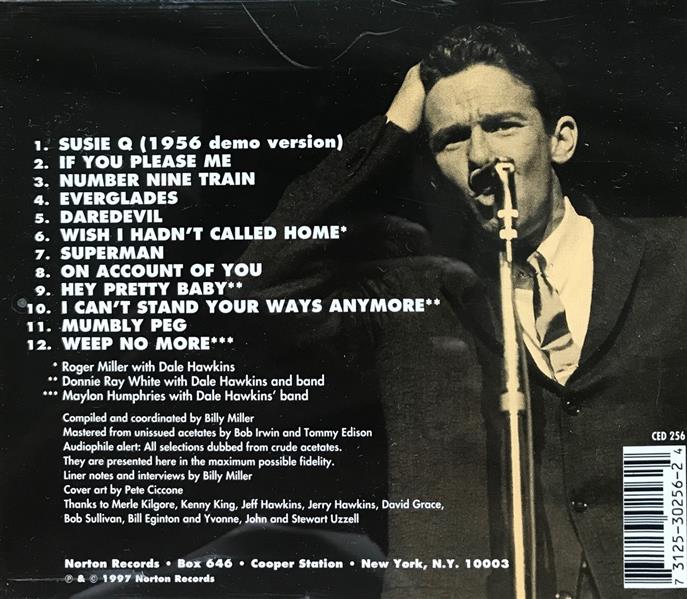 1. SUSIE Q (1956 demo version)
2. IF YOU PLEASE ME
3. NUMBER NINE TRAIN
4. EVERGLADES
5. DAREDEVIL
6. WISH I HADN'T CALLED HOME*
7. SUPERMAN
8. ON ACCOUNT OF YOU
9. HEY PRETTY BABY**
10. I CAN'T STAND YOUR WAYS ANYMORE**
11. MUMBLY PEG
12. WEEP NO MORE***
* Roger Miller with Dale Hawkins
** Donnie Ray White with Dale Hawkins and band
*** Maylon Humphries with Dale Hawkins' band
Compiled and coordinated by Billy Miller
Mastered from unissued acetates by Bob Irwin and Tommy Edison
Audiophile alert: All selections dubbed from crude acetates.
They are presented here in the maximum possible fidelity.
Liner notes and interviews by Billy Miller
Cover art by Pete Ciccone
Thanks to Merle Kilgore, Kenny King, Jeff Hawkins, Jerry Hawkins, David Grace,
Bob Sullivan, Bill Eginton and Yvonne, John and Stewart Uzzell
Norton Records • Box 646 • Cooper Station • New York, N.Y. 10003
℗ & © 1997 Norton Records
CED 256
7 31253-30256-2 4